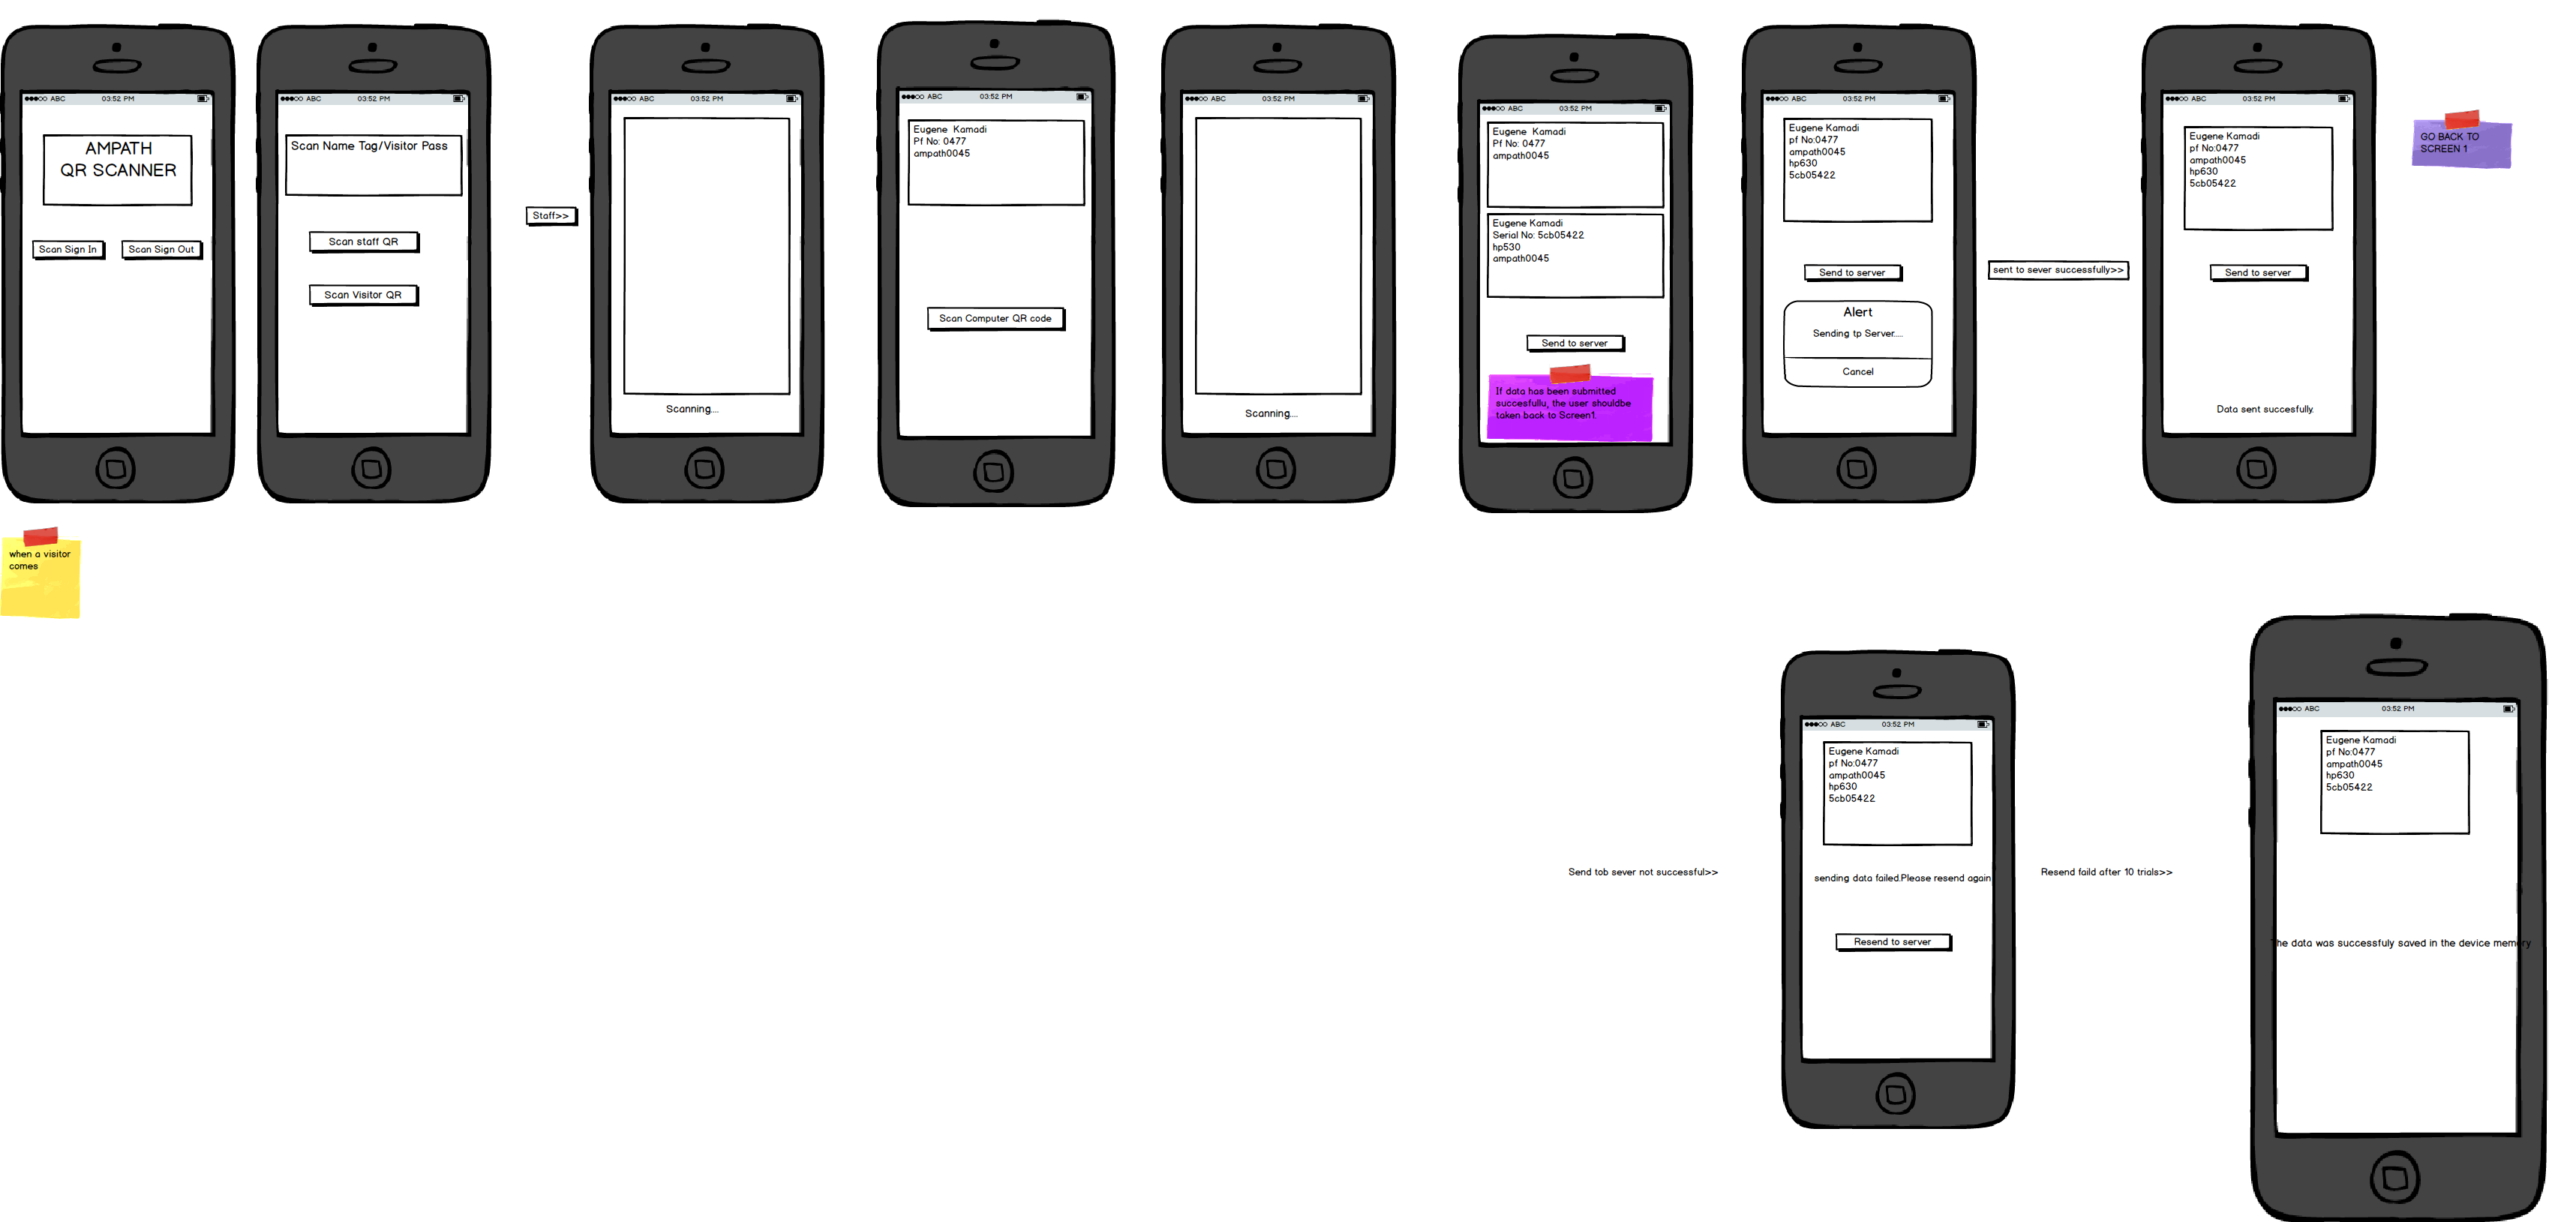 ●●●○○ ABC 03:52 PM
AMPATH
QR SCANNER
Scan Sign In
Scan Sign Out
●●●○○ ABC 03:52 PM
Scan Name Tag/Visitor Pass
Scan staff QR
Scan Visitor QR
Staff>>
●●●○○ ABC 03:52 PM
Scanning....
●●●○○ ABC 03:52 PM
Eugene Kamadi
Pf No: 0477
ampath0045
Scan Computer QR code
●●●○○ ABC 03:52 PM
Scanning....
●●●○○ ABC 03:52 PM
Eugene Kamadi
Pf No: 0477
ampath0045
Eugene Kamadi
Serial No: 5cb05422
hp530
ampath0045
Send to server
If data has been submitted
succesfullu, the user shouldbe
taken back to Screen1.
●●●○○ ABC 03:52 PM
Eugene Kamadi
pf No:0477
ampath0045
hp630
5cb05422
Send to server
Alert
Sending tp Server.....
Cancel
sent to sever successfully>>
●●●○○ ABC 03:52 PM
Eugene Kamadi
pf No:0477
ampath0045
hp630
5cb05422
Send to server
Data sent succesfully.
GO BACK TO
SCREEN 1
when a visitor
comes
Send tob sever not successful>>
●●●○○ ABC 03:52 PM
Eugene Kamadi
pf No:0477
ampath0045
hp630
5cb05422
sending data failed.Please resend again
Resend to server
Resend faild after 10 trials>>
●●●○○ ABC 03:52 PM
Eugene Kamadi
pf No:0477
ampath0045
hp630
5cb05422
The data was successfuly saved in the device memory